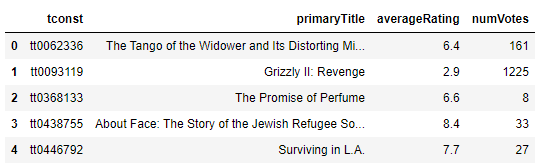 tconst primaryTitle averageRating numVotes
0 tt0062336 The Tango of the Widower and Its Distorting Mi... 6.4 161
1 tt0093119 Grizzly II: Revenge 2.9 1225
2 tt0368133 The Promise of Perfume 6.6 8
3 tt0438755 About Face: The Story of the Jewish Refugee So... 8.4 33
4 tt0446792 Surviving in L.A. 7.7 27